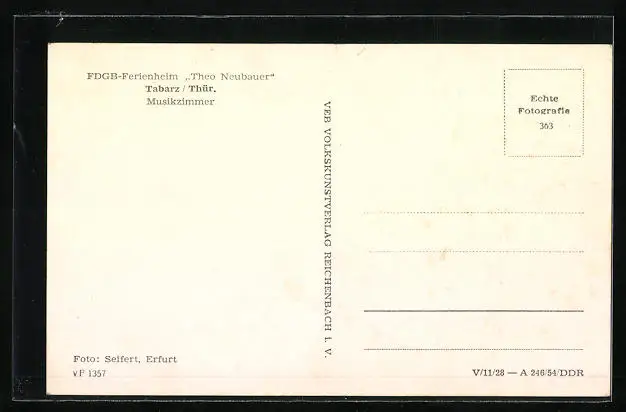 FDGB-Ferienheim „Theo Neubauer“
Tabarz / Thür.
Musikzimmer
Echte
Fotografie
363
VEB VOLKSKUNSTVERLAG REICHENBACH i. V.
Foto: Seifert, Erfurt
vF 1357
V/11/28 — A 246/54/DDR